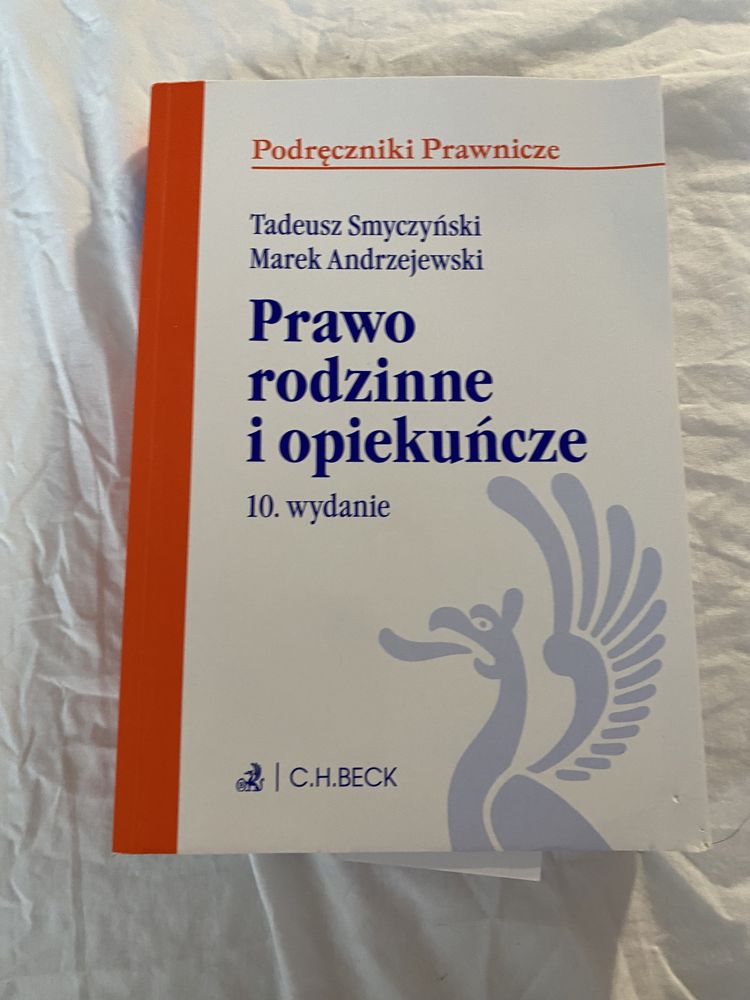 Podręczniki Prawnicze
Tadeusz Smyczyński
Marek Andrzejewski
Prawo
rodzinne
i opiekuńcze
10. wydanie
C.H.BECK